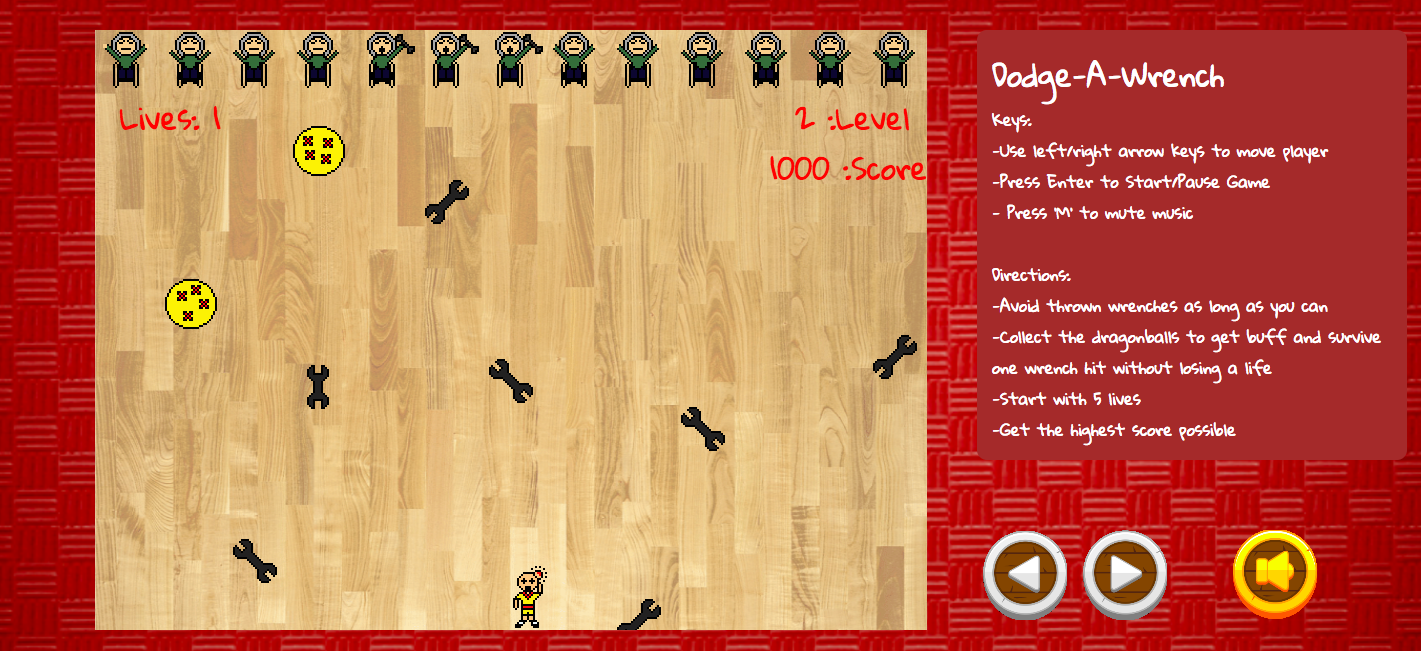 Lives: 1
2 :Level
1000 :Score
Dodge-A-Wrench
Keys:
-Use left/right arrow keys to move player
-Press Enter to Start/Pause Game
- Press 'M' to mute music
Directions:
-Avoid thrown wrenches as long as you can
-Collect the dragonballs to get buff and survive
one wrench hit without losing a life
-Start with 5 lives
-Get the highest score possible